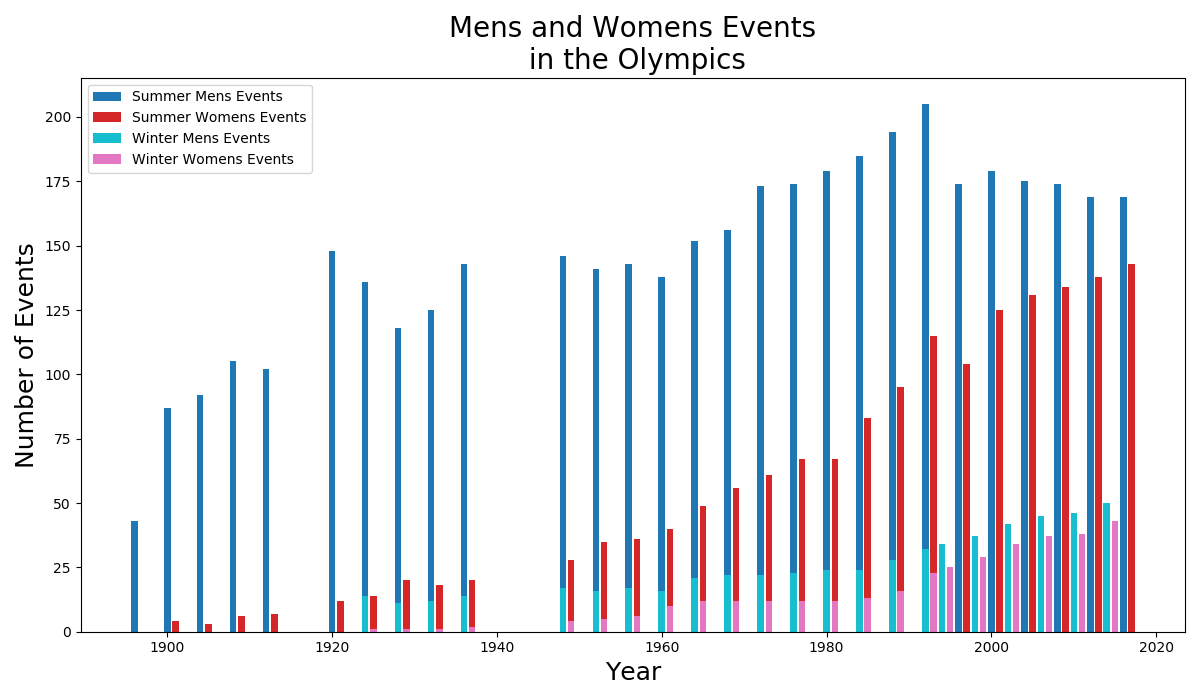 Mens and Womens Events
in the Olympics
Summer Mens Events
Summer Womens Events
Winter Mens Events
Winter Womens Events
Number of Events
200
175
150
125
100
75
50
25
0
1900
1920
1940
1960
1980
2000
2020
Year